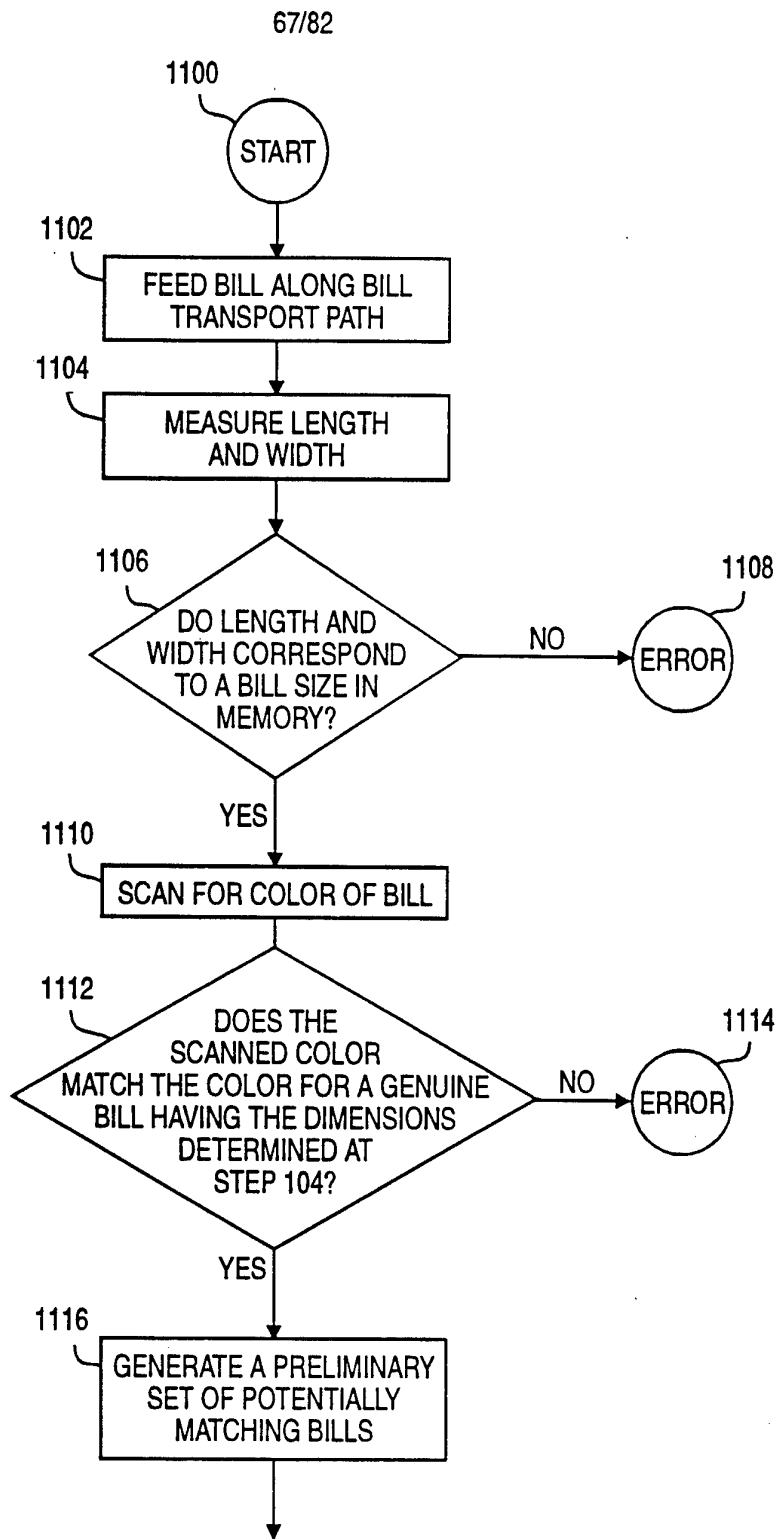 67/82
1100
START
1102
FEED BILL ALONG BILL
TRANSPORT PATH
1104
MEASURE LENGTH
AND WIDTH
1106
DO LENGTH AND
WIDTH CORRESPOND
TO A BILL SIZE IN
MEMORY?
NO
1108
ERROR
YES
1110
SCAN FOR COLOR OF BILL
1112
DOES THE
SCANNED COLOR
MATCH THE COLOR FOR A GENUINE
BILL HAVING THE DIMENSIONS
DETERMINED AT
STEP 104?
NO
1114
ERROR
YES
1116
GENERATE A PRELIMINARY
SET OF POTENTIALLY
MATCHING BILLS